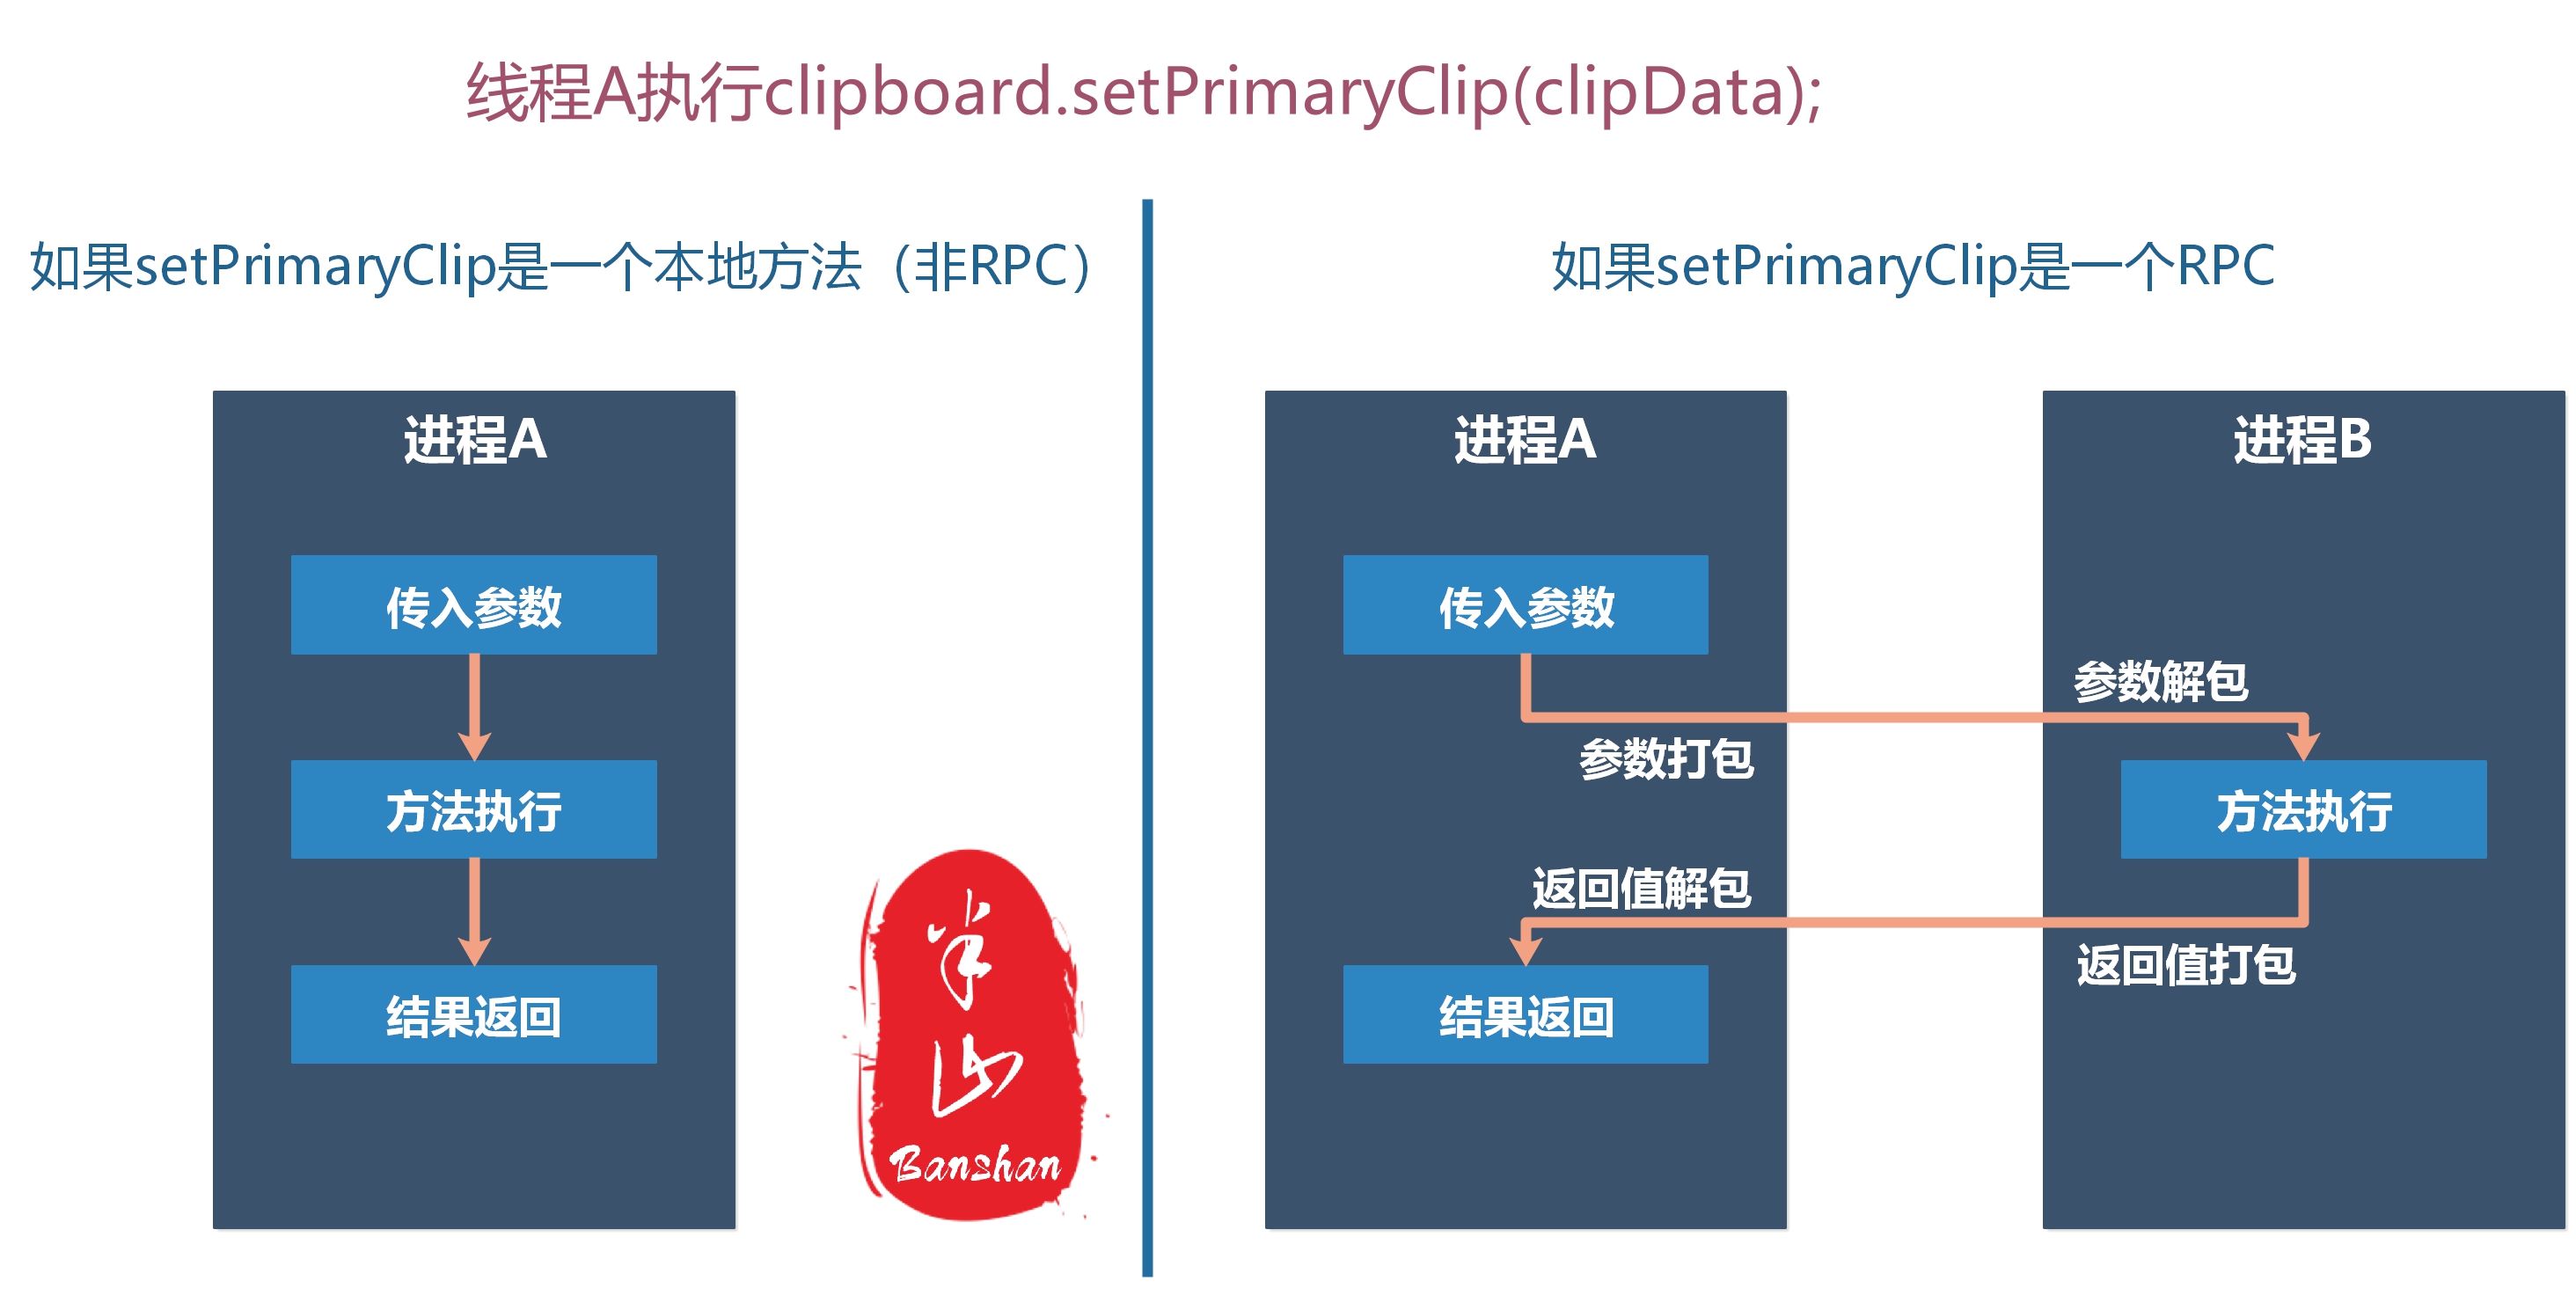 线程A执行clipboard.setPrimaryClip(clipData);
如果setPrimaryClip是一个本地方法（非RPC）
进程A
传入参数
方法执行
结果返回
半山
Banshan
如果setPrimaryClip是一个RPC
进程A
进程B
传入参数
参数解包
参数打包
方法执行
返回值解包
返回值打包
结果返回